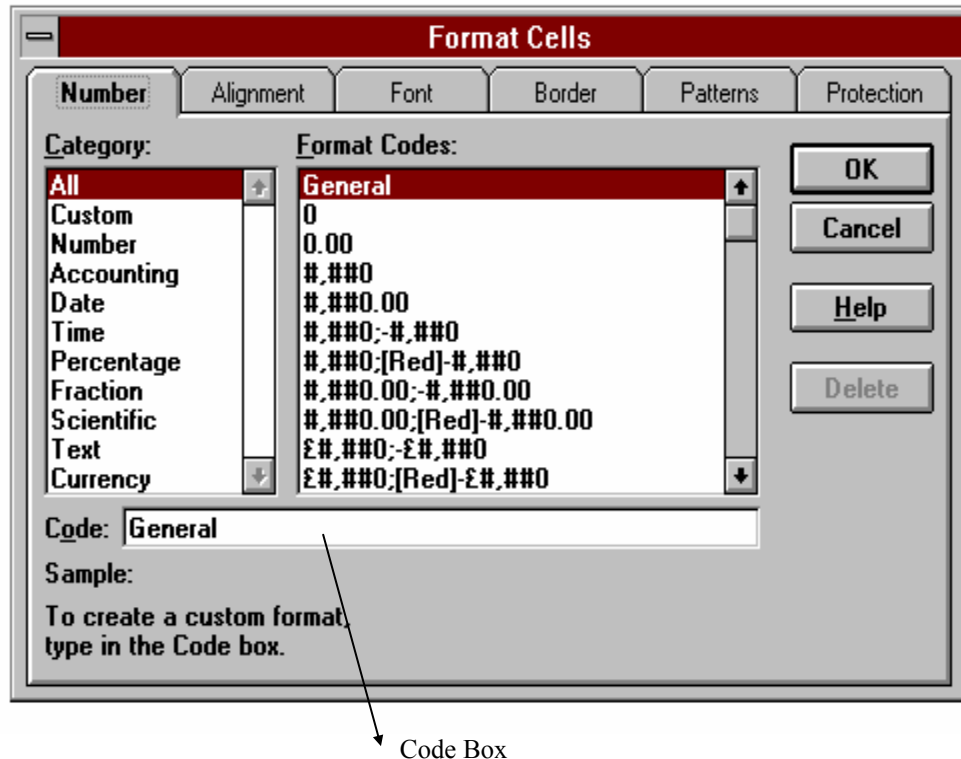 Format Cells
Number Alignment Font Border Patterns Protection
Category:
All
Custom
Number
Accounting
Date
Time
Percentage
Fraction
Scientific
Text
Currency
Format Codes:
General
0
0.00
#,##0
#,##0.00
#,##0;-#,##0
#,##0;[Red]-#,##0
#,##0.00;-#,##0.00
#,##0.00;[Red]-#,##0.00
£#,##0;-£#,##0
£#,##0;[Red]-£#,##0
OK
Cancel
Help
Delete
Code: General
Sample:
To create a custom format,
type in the Code box.
Code Box